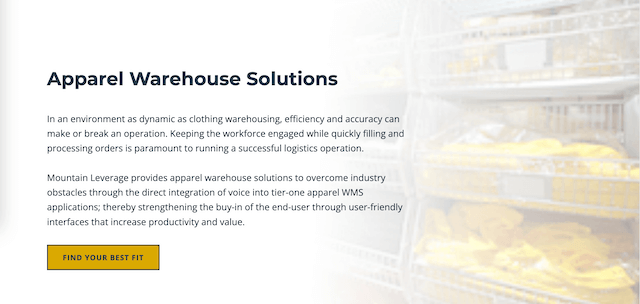 Apparel Warehouse Solutions
In an environment as dynamic as clothing warehousing, efficiency and accuracy can
make or break an operation. Keeping the workforce engaged while quickly filling and
processing orders is paramount to running a successful logistics operation.
Mountain Leverage provides apparel warehouse solutions to overcome industry
obstacles through the direct integration of voice into tier-one apparel WMS
applications; thereby strengthening the buy-in of the end-user through user-friendly
interfaces that increase productivity and value.
FIND YOUR BEST FIT